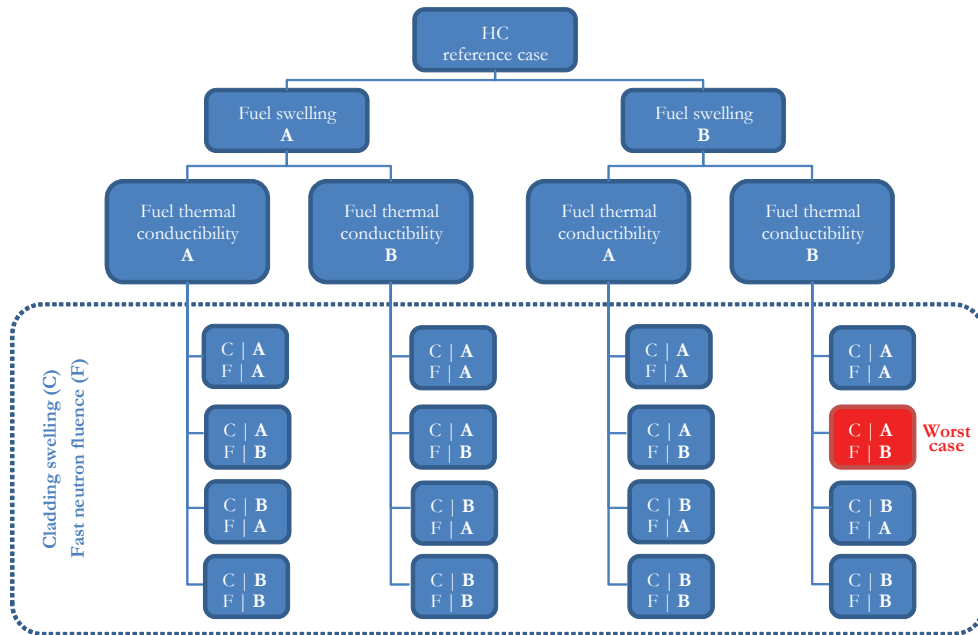 HC
reference case
Fuel swelling
A
Fuel swelling
B
Fuel thermal
conductibility
A
Fuel thermal
conductibility
B
Fuel thermal
conductibility
A
Fuel thermal
conductibility
B
Cladding swelling (C)
Fast neutron fluence (F)
C | A
F | A
C | A
F | B
C | B
F | A
C | B
F | B
C | A
F | A
C | A
F | B
C | B
F | A
C | B
F | B
C | A
F | A
C | A
F | B
C | B
F | A
C | B
F | B
C | A
F | A
C | A
F | B
Worst
case
C | B
F | A
C | B
F | B